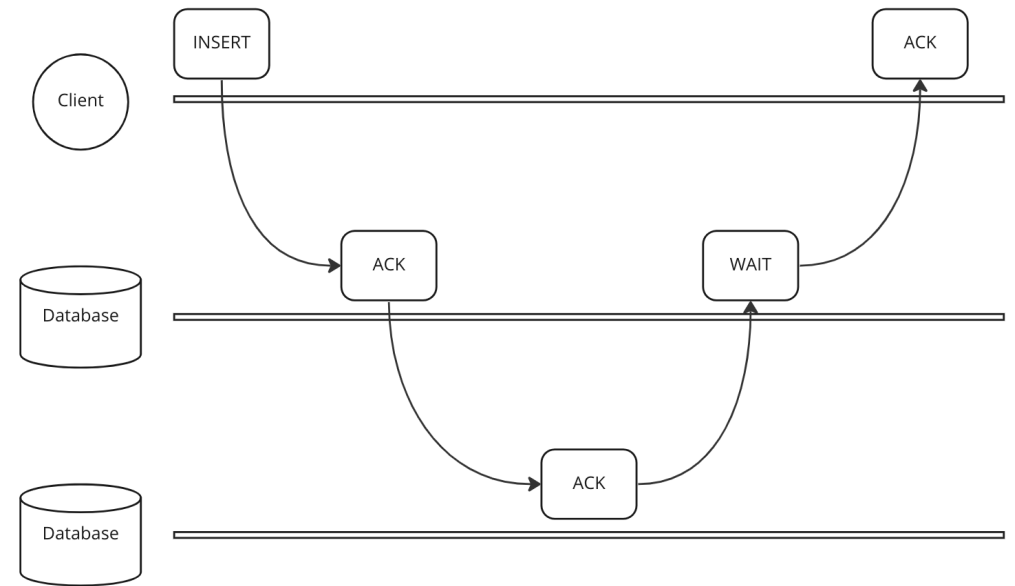 INSERT
ACK
Client
ACK
WAIT
Database
ACK
Database